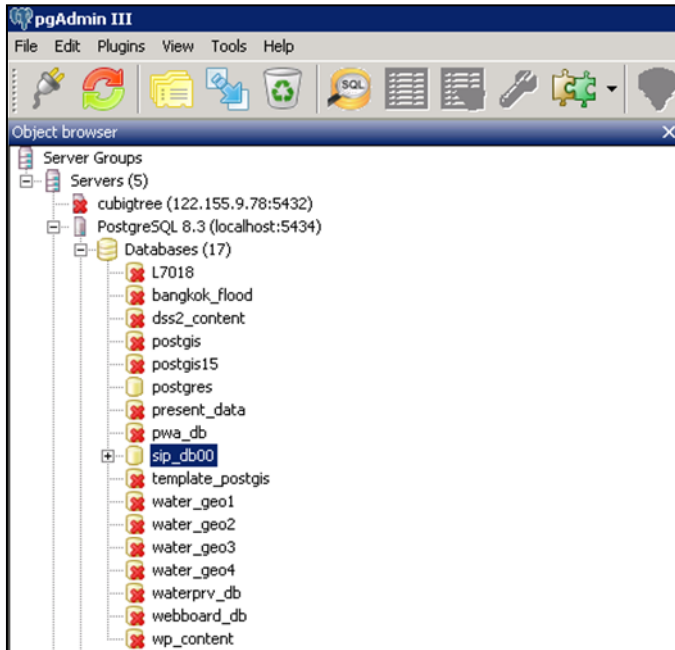 pgAdmin III
File Edit Plugins View Tools Help
SQL
Object browser
Server Groups
Servers (5)
cubigtree (122.155.9.78:5432)
PostgreSQL 8.3 (localhost:5434)
Databases (17)
L7018
bangkok_flood
dss2_content
postgis
postgis15
postgres
present_data
pwa_db
sip_db00
template_postgis
water_geo1
water_geo2
water_geo3
water_geo4
waterprv_db
webboard_db
wp_content